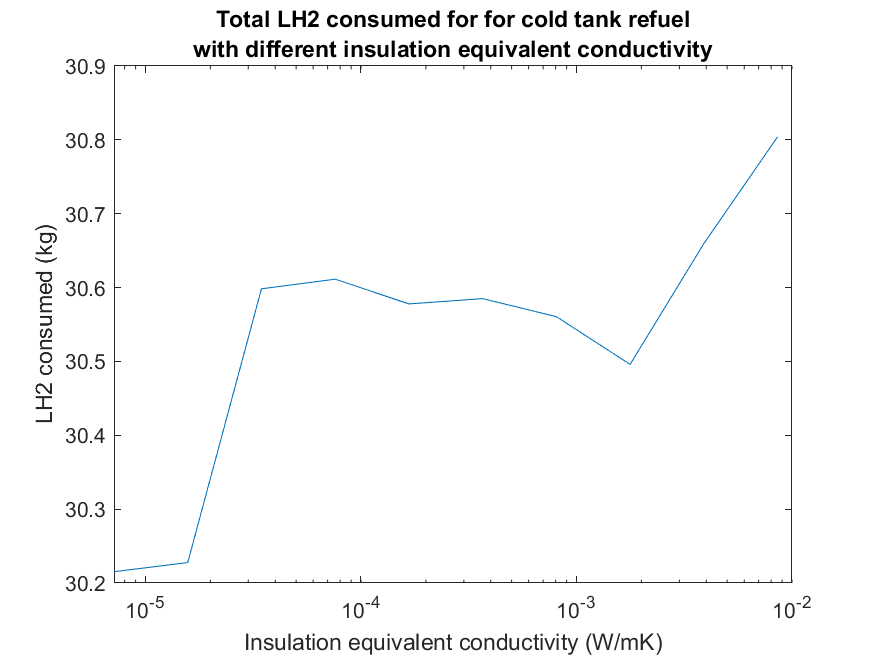 Total LH2 consumed for for cold tank refuel
with different insulation equivalent conductivity
30.9
30.8
30.7
30.6
30.5
30.4
30.3
30.2
LH2 consumed (kg)
10-5 10-4 10-3 10-2
Insulation equivalent conductivity (W/mK)